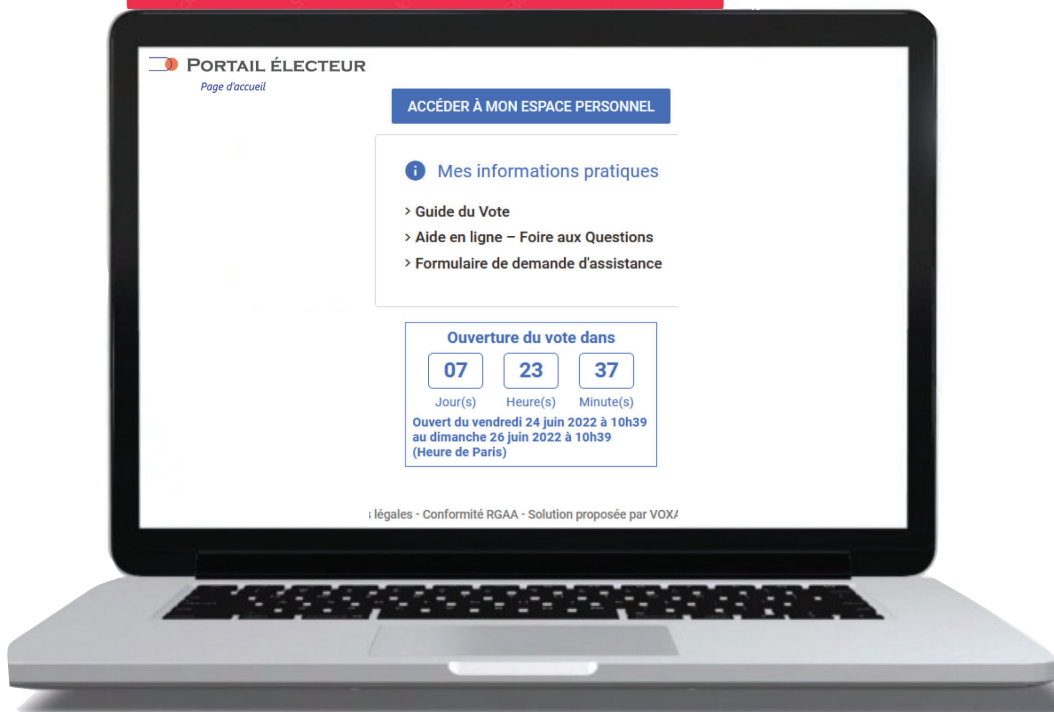 PORTAIL ÉLECTEUR
Page d'accueil
ACCÉDER À MON ESPACE PERSONNEL
Mes informations pratiques
> Guide du Vote
> Aide en ligne – Foire aux Questions
> Formulaire de demande d'assistance
Ouverture du vote dans
07 23 37
Jour(s) Heure(s) Minute(s)
Ouvert du vendredi 24 juin 2022 à 10h39
au dimanche 26 juin 2022 à 10h39
(Heure de Paris)
légales - Conformité RGAA - Solution proposée par